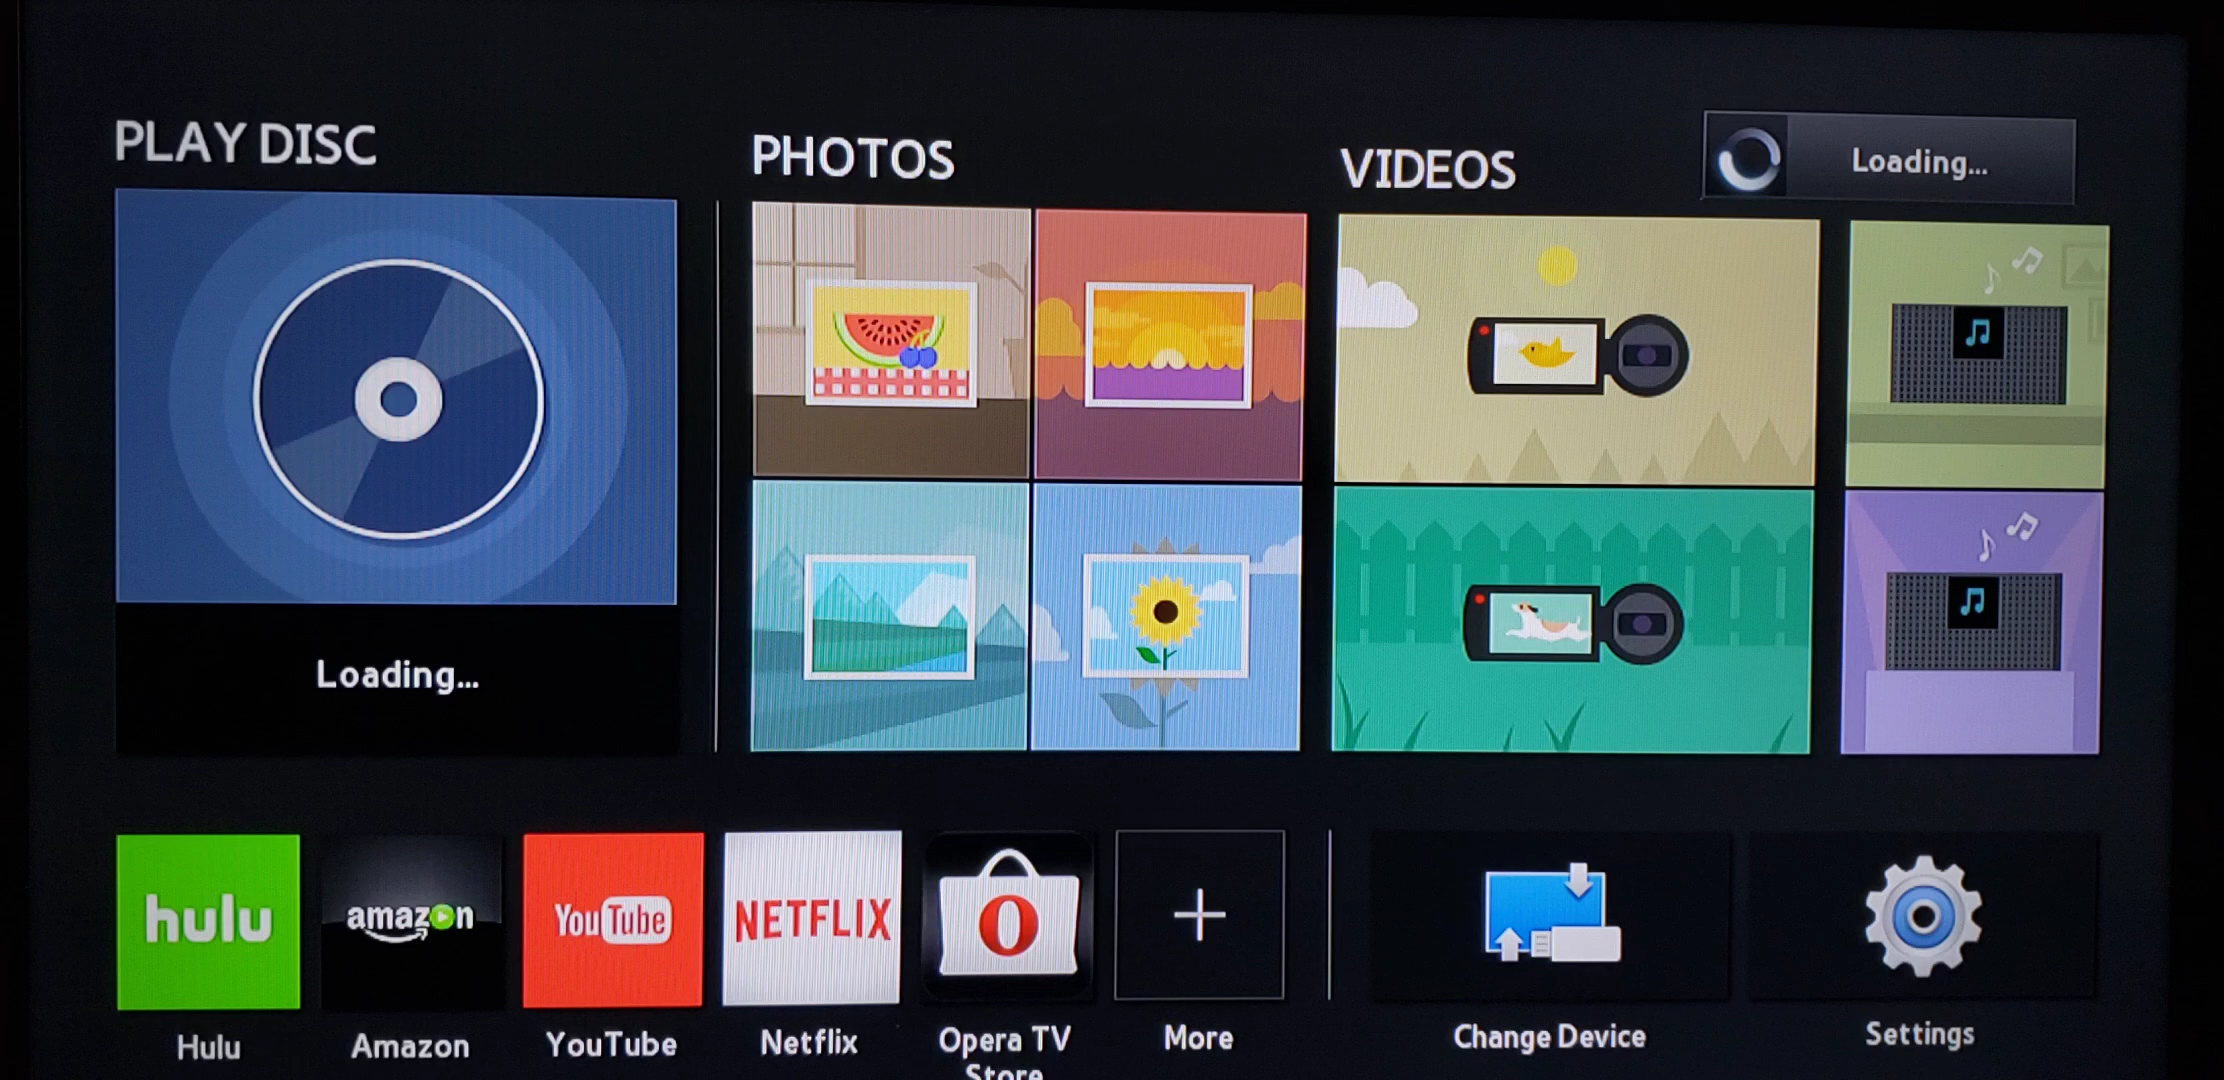 PLAY DISC
PHOTOS
VIDEOS
Loading...
Loading...
hulu
amazon
YouTube
NETFLIX
Hulu
Amazon
YouTube
Netflix
Opera TV
Store
More
Change Device
Settings